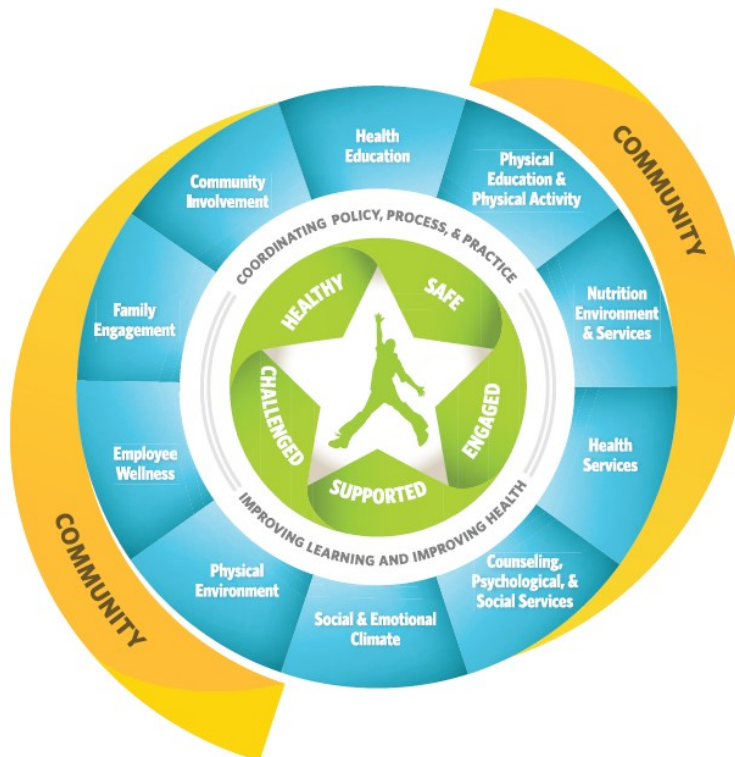 COMMUNITY
Health
Education
Physical
Education &
Physical Activity
Nutrition
Environment
& Services
Health
Services
Counseling,
Psychological, &
Social Services
Social & Emotional
Climate
Physical
Environment
Employee
Wellness
Family
Engagement
Community
Involvement
COORDINATING POLICY, PROCESS, & PRACTICE
IMPROVING LEARNING AND IMPROVING HEALTH
HEALTHY
SAFE
ENGAGED
SUPPORTED
CHALLENGED
COMMUNITY